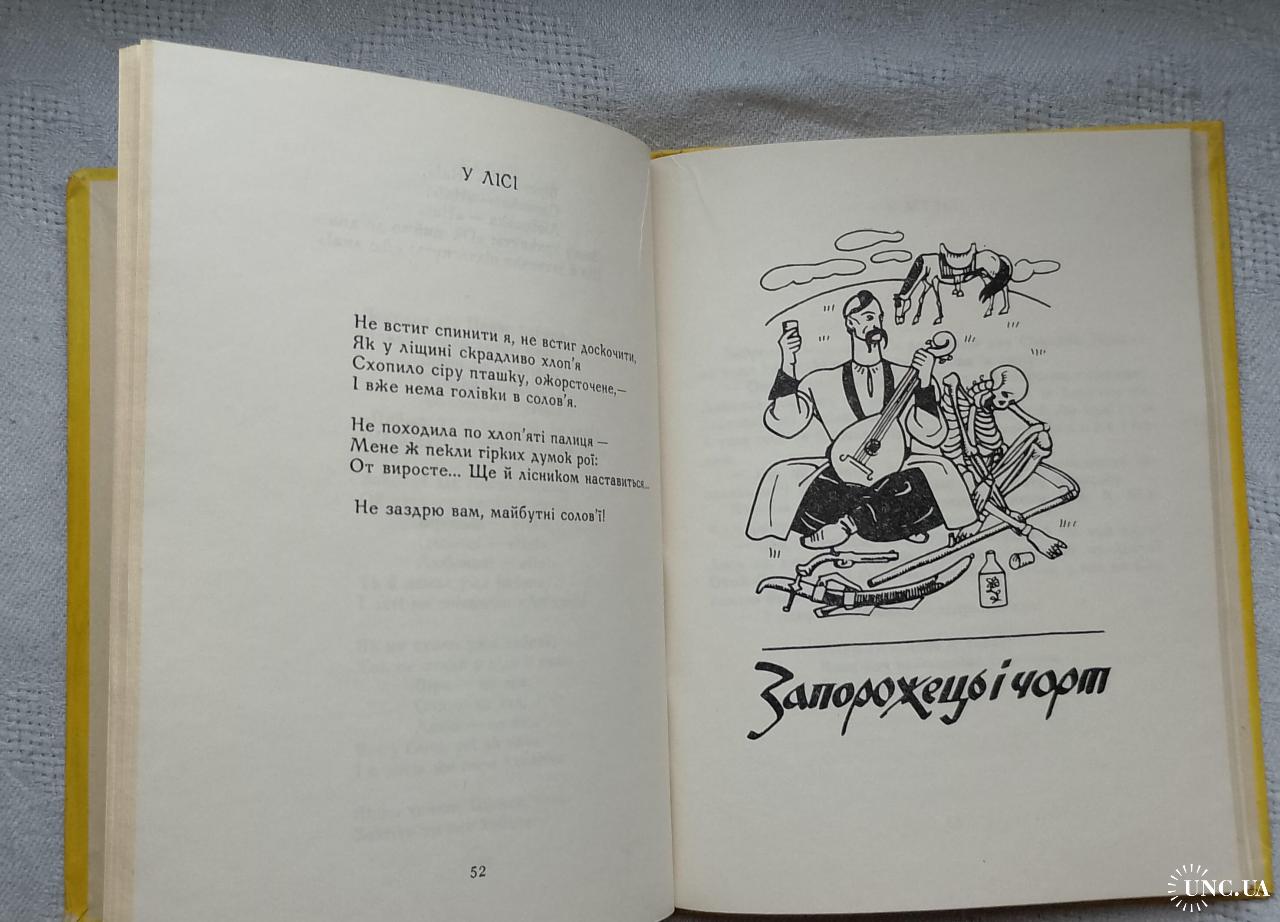 У ЛІСІ
Не встиг спинити я, не встиг доскочити,
Як у ліщині скрадливо хлоп'я
Схопило сіру пташку, ожорсточене,—
І вже нема голівки в солов'я.
Не походила по хлоп'яті палиця —
Мене ж пекли гірких думок рої:
От виросте... Ще й лісником наставиться...
Не заздрю вам, майбутні солов'ї!
52
Запорожець і чорт
UNC.UA